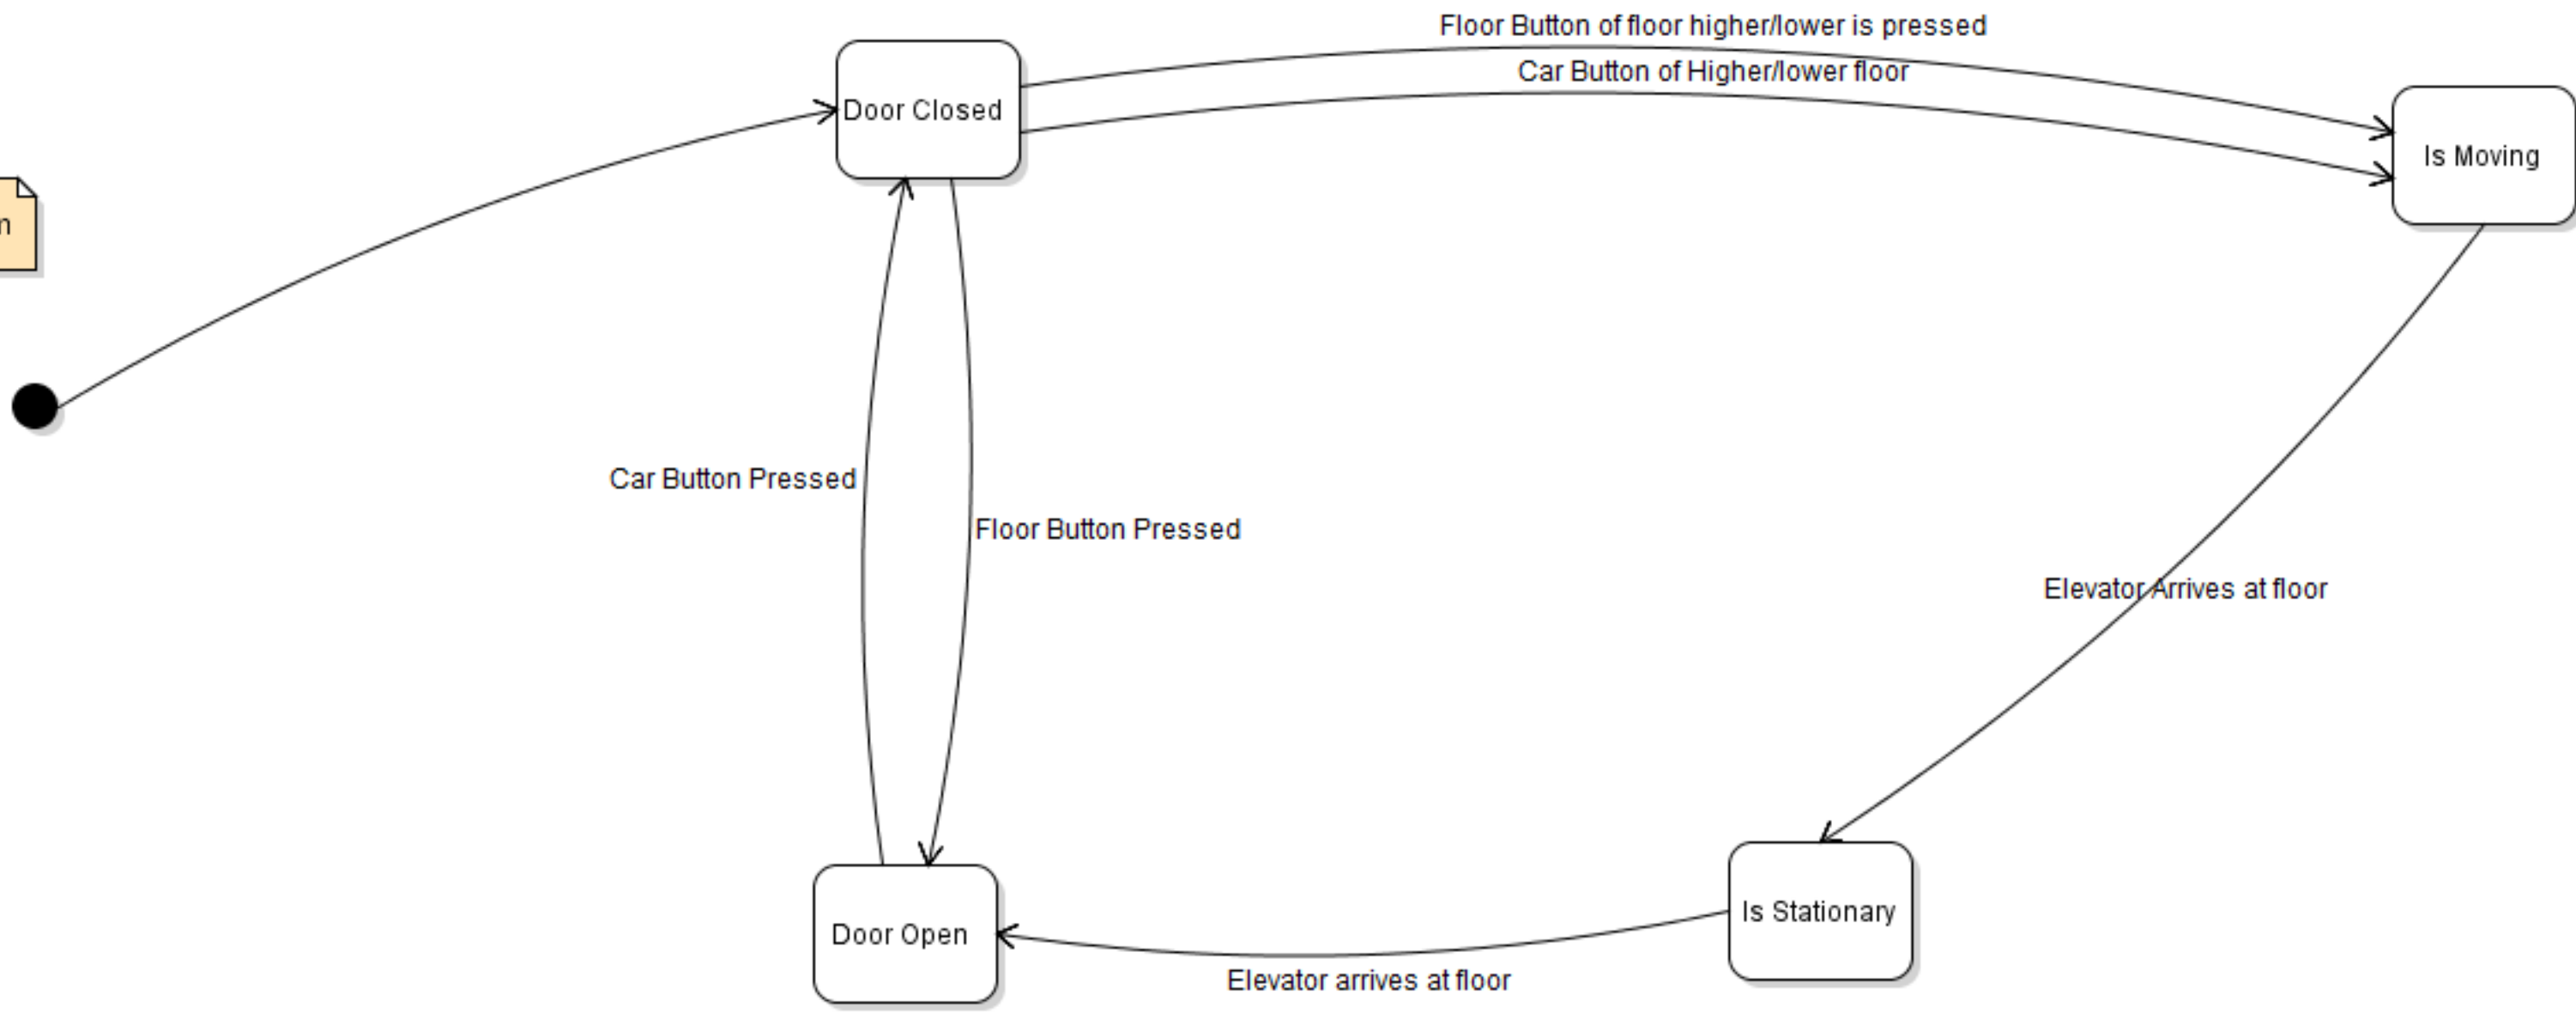 Floor Button of floor higher/lower is pressed
Car Button of Higher/lower floor
Door Closed
Is Moving
n
Car Button Pressed
Floor Button Pressed
Elevator Arrives at floor
Is Stationary
Door Open
Elevator arrives at floor